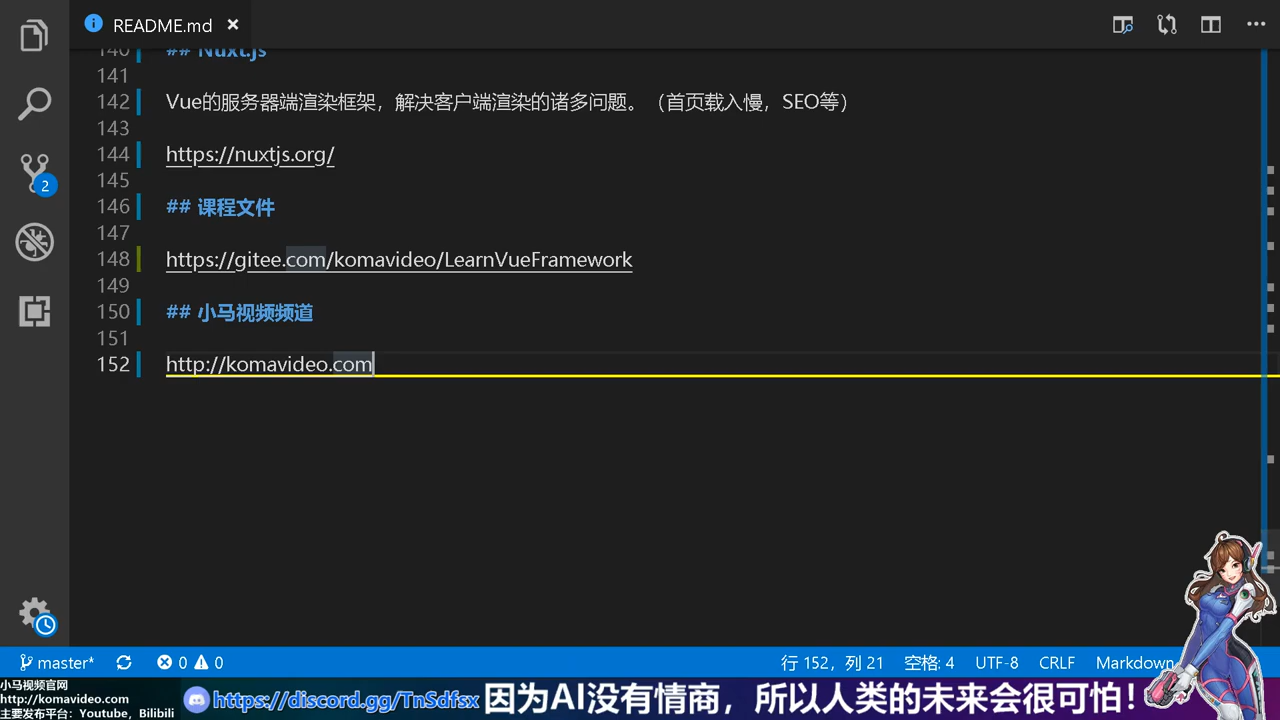 README.md
140 ## Nuxt.js
141
142 Vue的服务器端渲染框架，解决客户端渲染的诸多问题。（首页载入慢，SEO等）
143
144 https://nuxtjs.org/
145
146 ## 课程文件
147
148 https://gitee.com/komavideo/LearnVueFramework
149
150 ## 小马视频频道
151
152 http://komavideo.com
2
master* 0 0 行 152，列 21 空格: 4 UTF-8 CRLF Markdown
小马视频官网
http://komavideo.com
主要发布平台: Youtube, Bilibili
https://discord.gg/TnSdfsx 因为AI没有情商，所以人类的未来会很可怕!